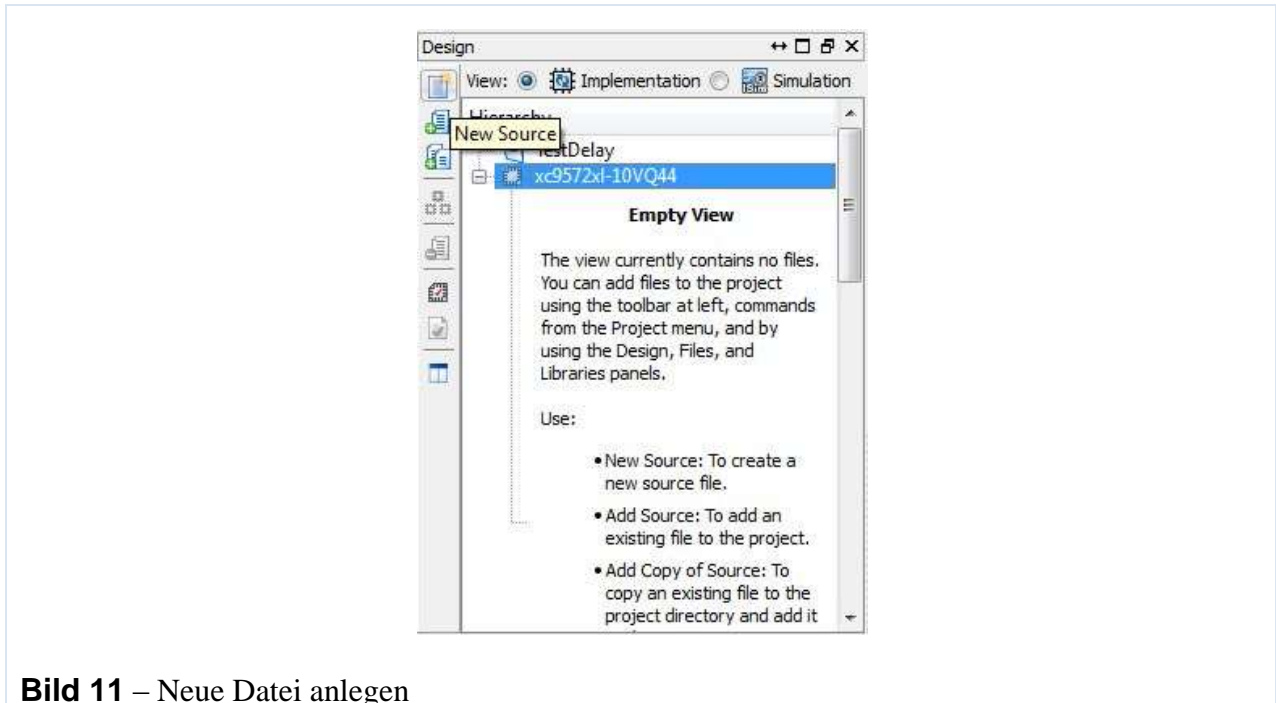 Design
View: Implementation Simulation
Hierarchy
New Source
TestDelay
xc9572xl-10VQ44
Empty View
The view currently contains no files.
You can add files to the project
using the toolbar at left, commands
from the Project menu, and by
using the Design, Files, and
Libraries panels.
Use:
•New Source: To create a
new source file.
•Add Source: To add an
existing file to the project.
•Add Copy of Source: To
copy an existing file to the
project directory and add it
Bild 11 – Neue Datei anlegen